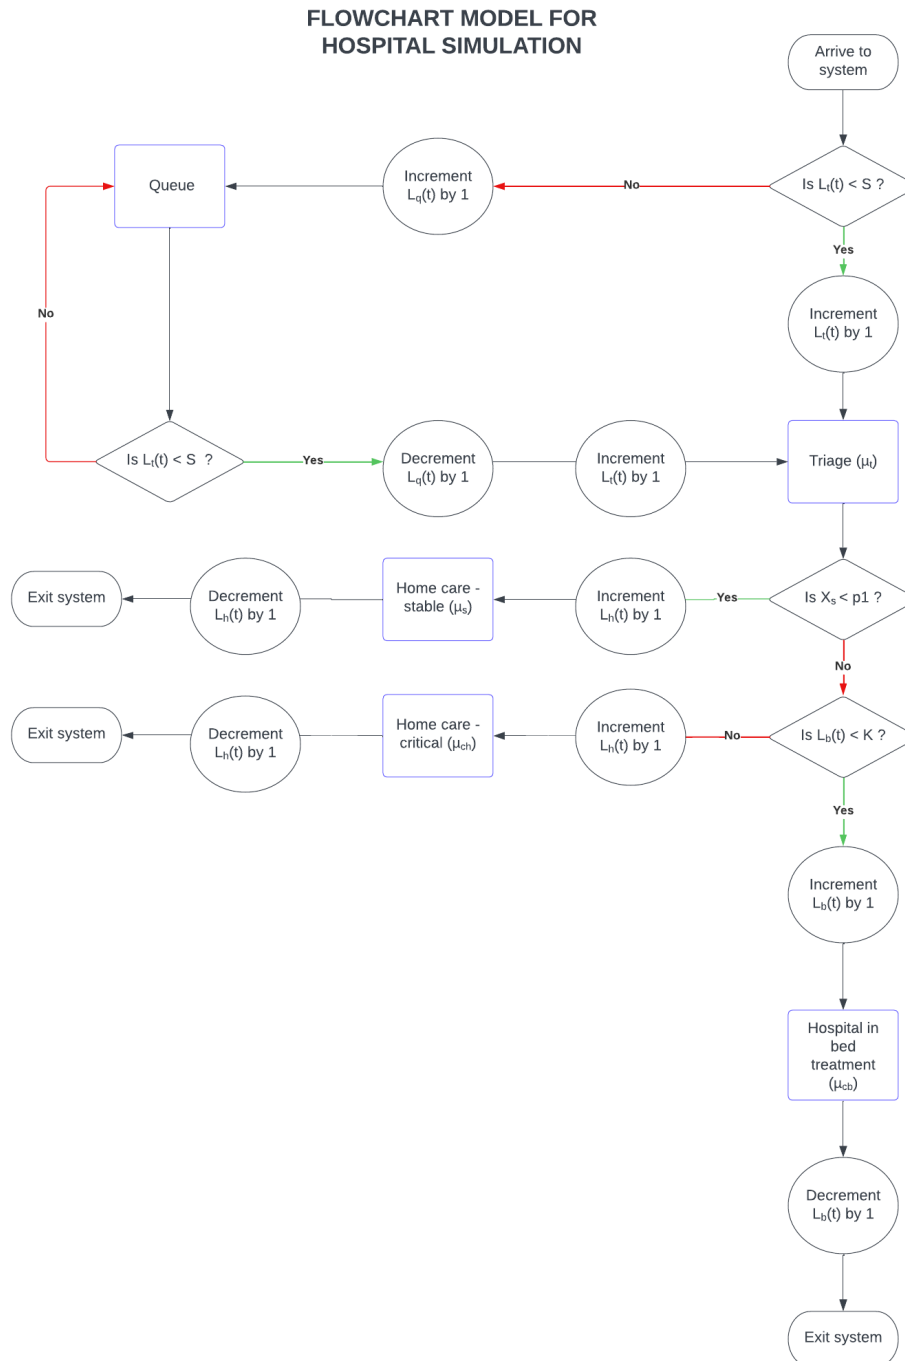 FLOWCHART MODEL FOR
HOSPITAL SIMULATION
Arrive to
system
Queue
Increment
Lq(t) by 1
No
Is Lt(t) < S ?
Yes
No
Increment
Lt(t) by 1
Is Lt(t) < S ?
Yes
Decrement
Lq(t) by 1
Increment
Lt(t) by 1
Triage (µt)
Exit system
Decrement
Lh(t) by 1
Home care -
stable (µs)
Increment
Lh(t) by 1
Yes
Is Xs < p1 ?
No
Exit system
Decrement
Lh(t) by 1
Home care -
critical (µch)
Increment
Lh(t) by 1
No
Is Lb(t) < K ?
Yes
Increment
Lb(t) by 1
Hospital in
bed
treatment
(µcb)
Decrement
Lb(t) by 1
Exit system